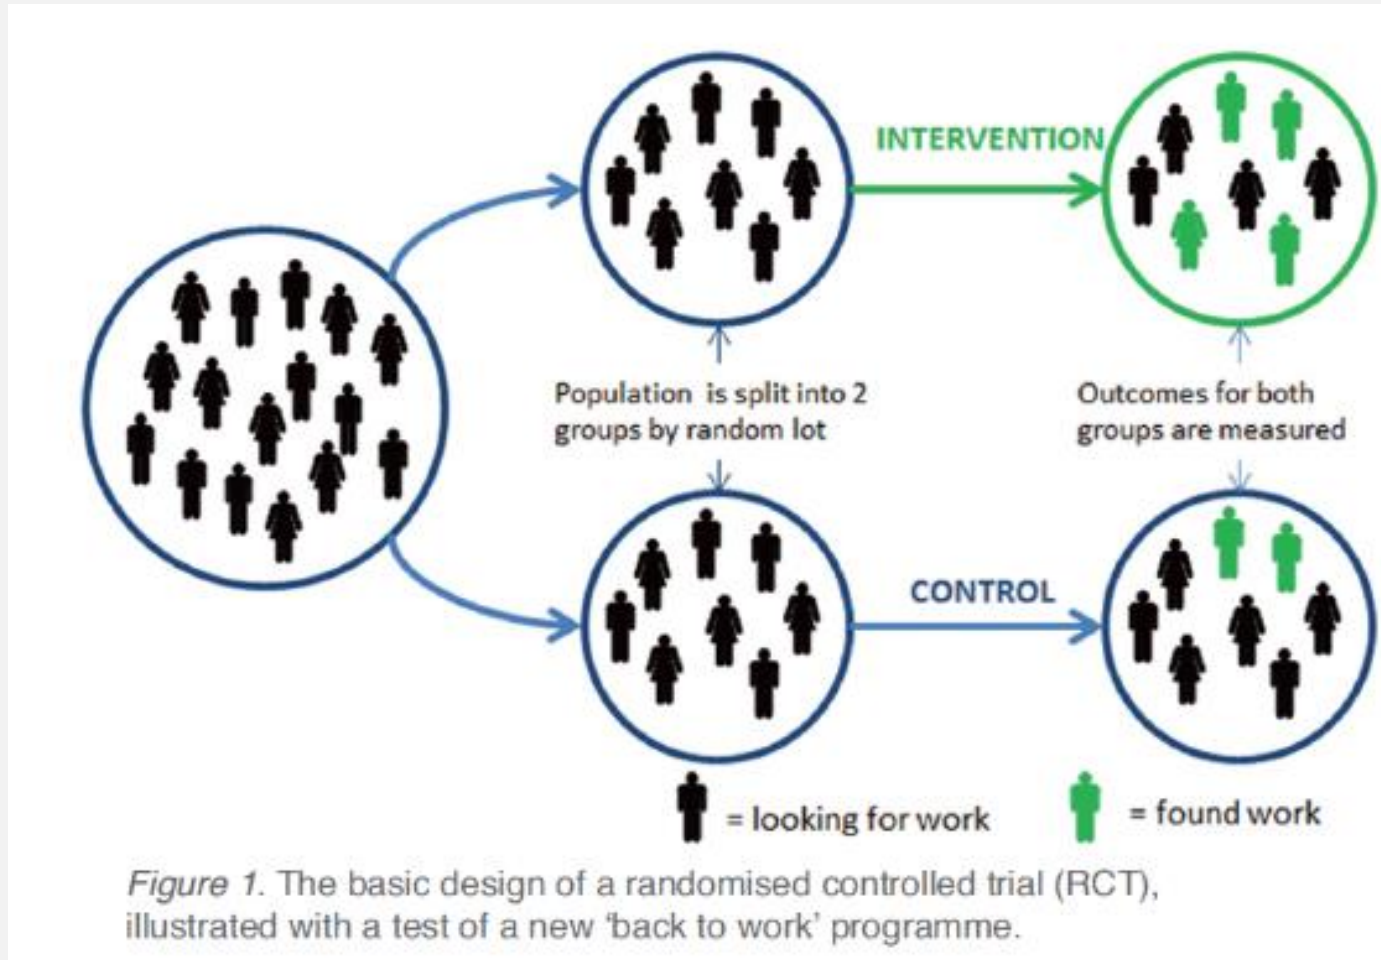 INTERVENTION
Population is split into 2
groups by random lot
Outcomes for both
groups are measured
CONTROL
= looking for work
= found work
Figure 1. The basic design of a randomised controlled trial (RCT),
illustrated with a test of a new ‘back to work’ programme.